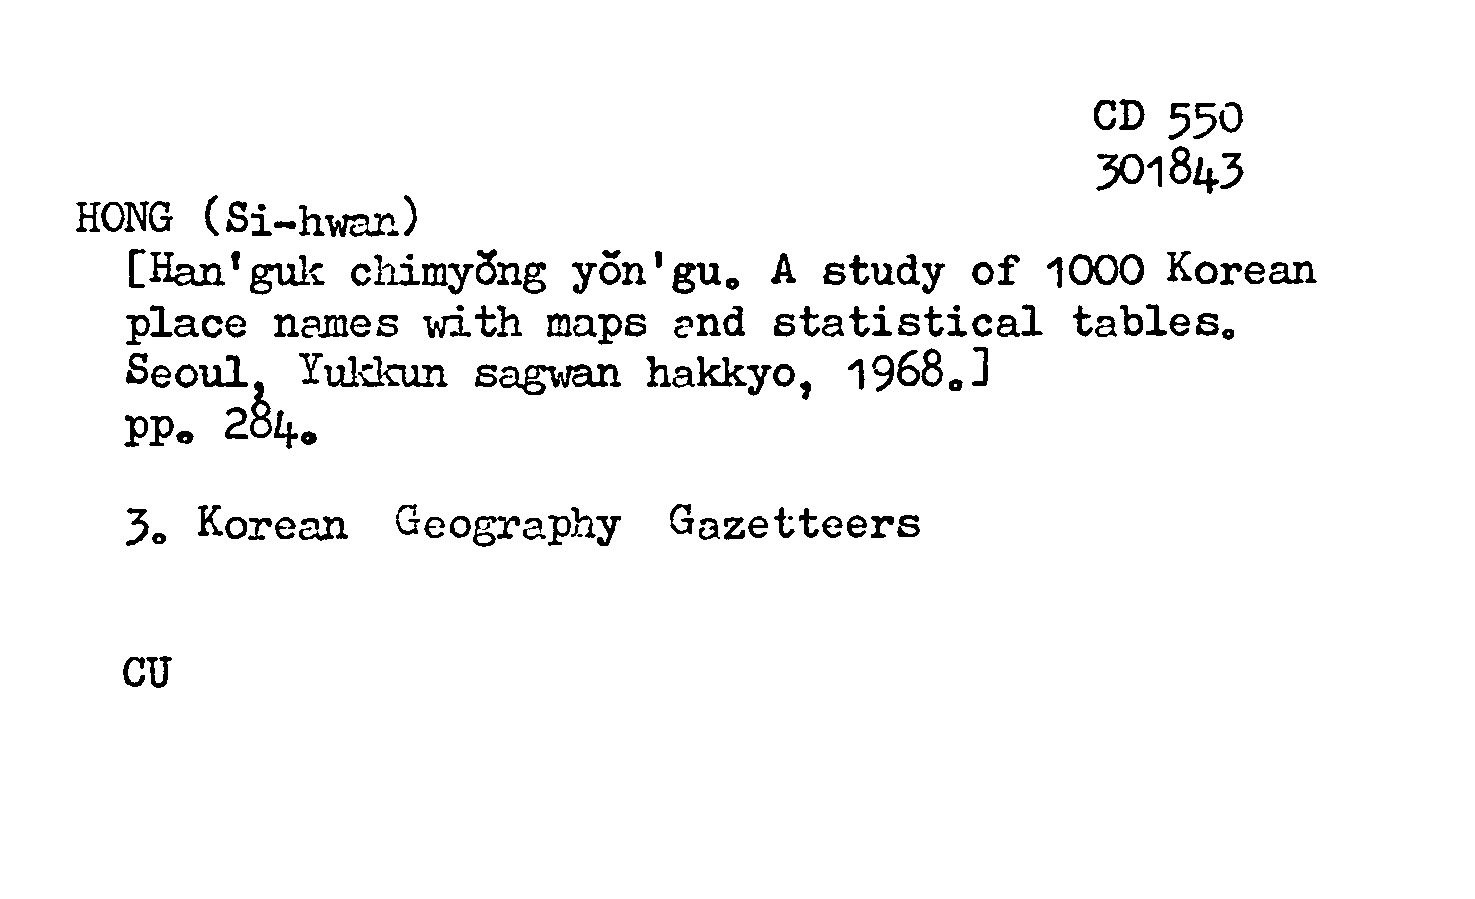 CD 550
301843
HONG (Si-hwan)
[Han'guk chimyŏng yŏn'gu. A study of 1000 Korean
place names with maps and statistical tables.
Seoul, Yukkun sagwan hakkyo, 1968.]
pp. 284.
3. Korean Geography Gazetteers
CU